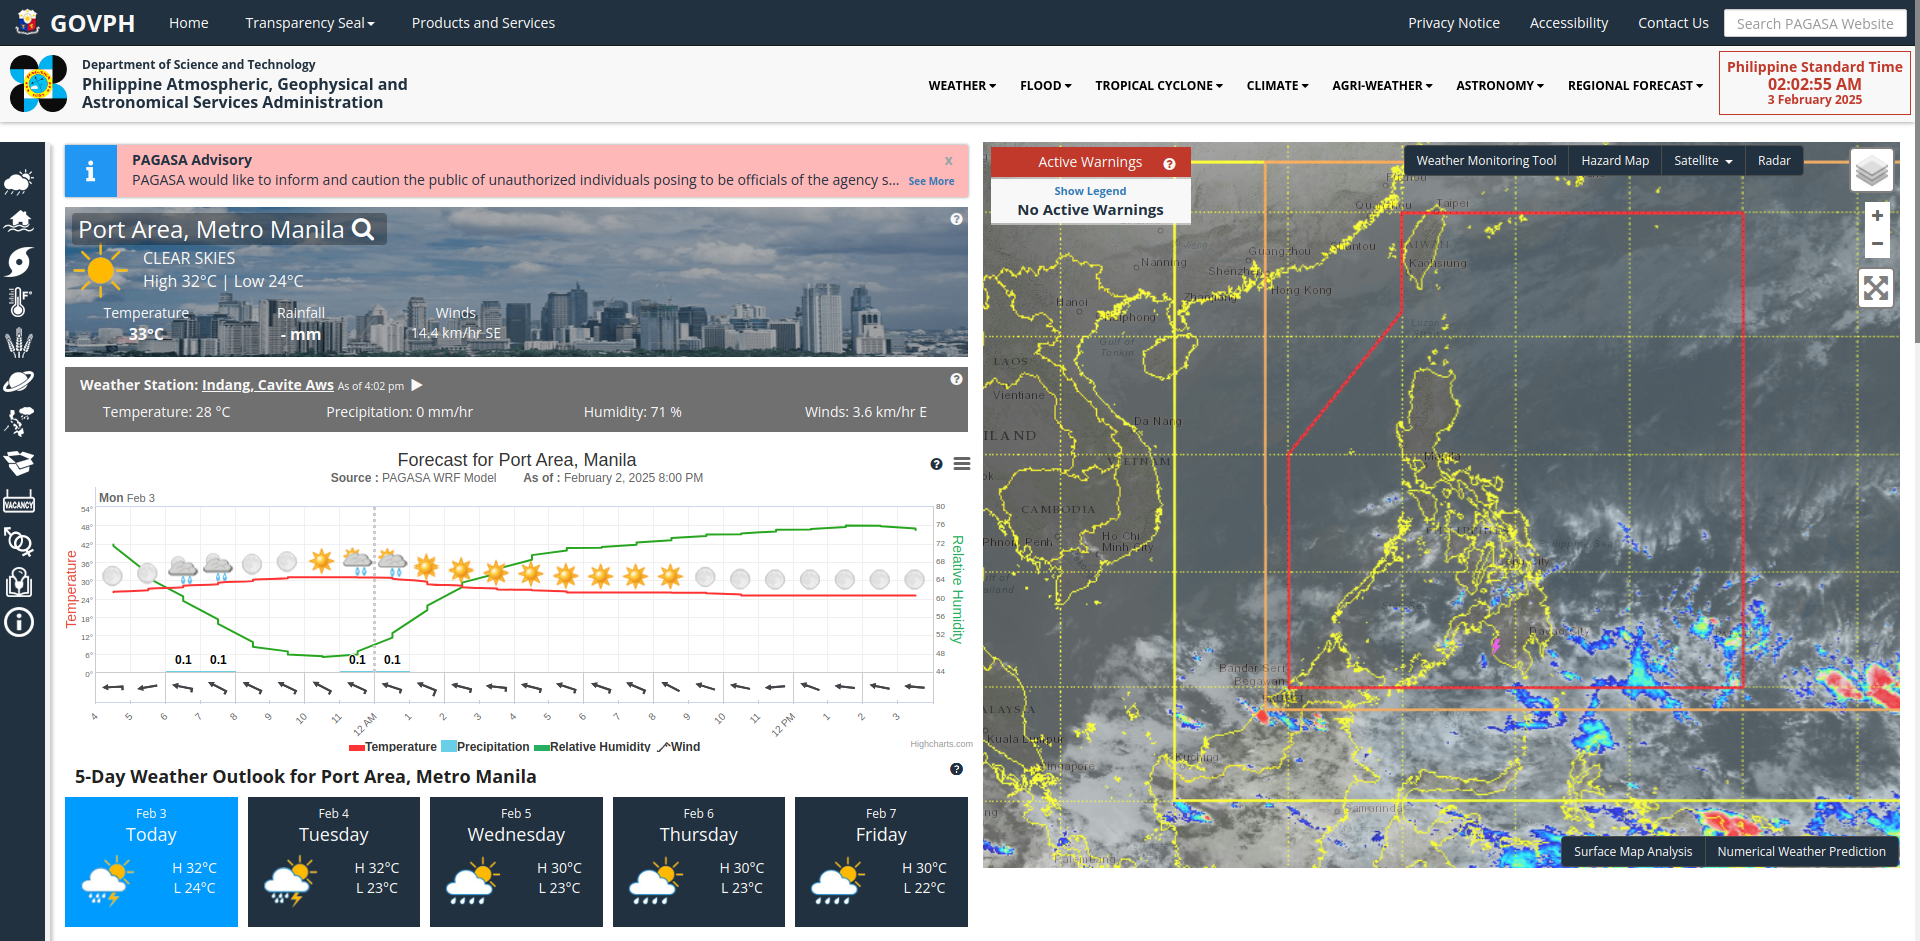 GOVPH
Home
Transparency Seal
Products and Services
Privacy Notice
Accessibility
Contact Us
Search PAGASA Website
Department of Science and Technology
Philippine Atmospheric, Geophysical and
Astronomical Services Administration
WEATHER
FLOOD
TROPICAL CYCLONE
CLIMATE
AGRI-WEATHER
ASTRONOMY
REGIONAL FORECAST
Philippine Standard Time
02:02:55 AM
3 February 2025
PAGASA Advisory
x
PAGASA would like to inform and caution the public of unauthorized individuals posing to be officials of the agency s... See More
Port Area, Metro Manila
CLEAR SKIES
High 32°C | Low 24°C
Temperature
33°C
Rainfall
- mm
Winds
14.4 km/hr SE
Weather Station: Indang, Cavite Aws As of 4:02 pm
Temperature: 28 °C
Precipitation: 0 mm/hr
Humidity: 71 %
Winds: 3.6 km/hr E
Forecast for Port Area, Manila
Source : PAGASA WRF Model As of : February 2, 2025 8:00 PM
Mon Feb 3
Temperature
54°
48°
42°
36°
30°
24°
18°
12°
6°
0°
80
76
72
68
64
60
56
52
48
44
Relative Humidity
0.1
0.1
0.1
0.1
4
5
6
7
8
9
10
11
12 AM
1
2
3
4
5
6
7
8
9
10
11
12 PM
1
2
3
Temperature
Precipitation
Relative Humidity
Wind
Highcharts.com
5-Day Weather Outlook for Port Area, Metro Manila
Feb 3
Today
H 32°C
L 24°C
Feb 4
Tuesday
H 32°C
L 23°C
Feb 5
Wednesday
H 30°C
L 23°C
Feb 6
Thursday
H 30°C
L 23°C
Feb 7
Friday
H 30°C
L 22°C
VACANCY
°F
Active Warnings
Show Legend
No Active Warnings
Weather Monitoring Tool
Hazard Map
Satellite
Radar
+
−
Taipei
Guangzhou
Shantou
Nanning
Shenzhen
Kaohsiung
Hong Kong
Zhanjiang
Hanoi
Haiphong
Gulf of
Tonkin
LAOS
Vientiane
Da Nang
VIETNAM
CAMBODIA
Phnom Penh
Ho Chi
Minh City
Manila
Davao City
Bandar Seri
Begawan
Kuala Lumpur
Singapore
Kuching
Samarinda
Palembang
Surface Map Analysis
Numerical Weather Prediction